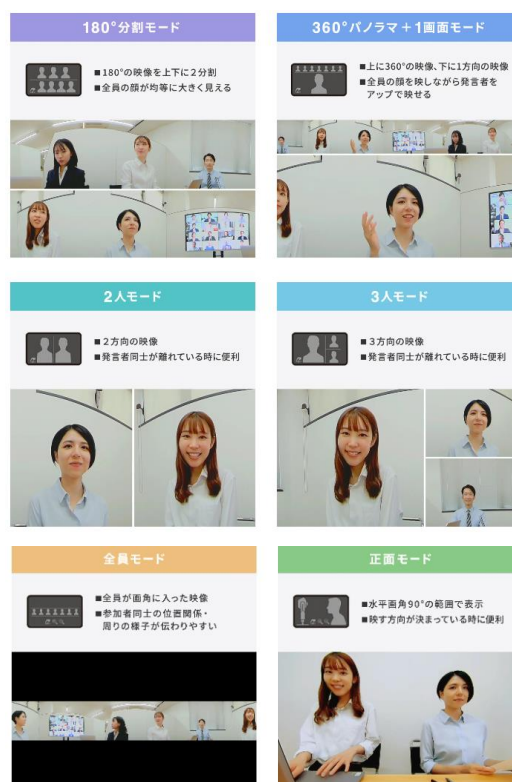 180°分割モード
■180°の映像を上下に2分割
■全員の顔が均等に大きく見える
360°パノラマ+1画面モード
■上に360°の映像、下に1方向の映像
■全員の顔を映しながら発言者を
アップで映せる
2人モード
■2方向の映像
■発言者同士が離れている時に便利
3人モード
■3方向の映像
■発言者同士が離れている時に便利
全員モード
■全員が画角に入った映像
■参加者同士の位置関係・
周りの様子が伝わりやすい
正面モード
■水平画角90°の範囲で表示
■映す方向が決まっている時に便利